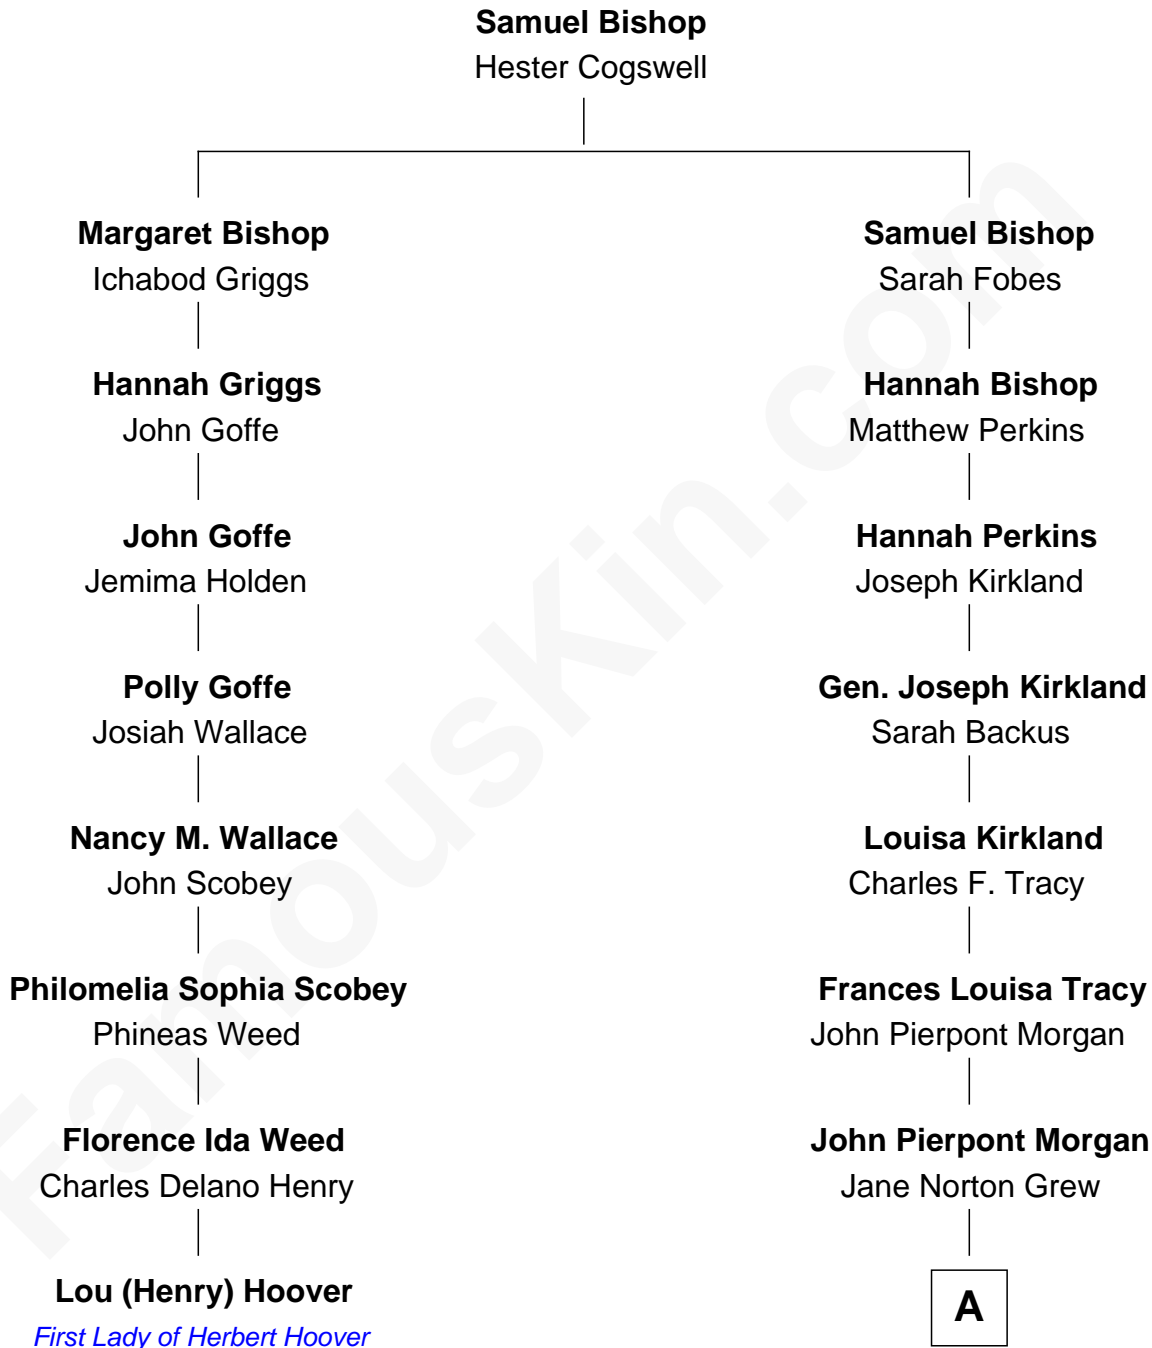 Samuel Bishop
Hester Cogswell
Margaret Bishop
Ichabod Griggs
Samuel Bishop
Sarah Fobes
Hannah Griggs
John Goffe
Hannah Bishop
Matthew Perkins
John Goffe
Jemima Holden
Hannah Perkins
Joseph Kirkland
Polly Goffe
Josiah Wallace
Gen. Joseph Kirkland
Sarah Backus
Nancy M. Wallace
John Scobey
Louisa Kirkland
Charles F. Tracy
Philomelia Sophia Scobey
Phineas Weed
Frances Louisa Tracy
John Pierpont Morgan
Florence Ida Weed
Charles Delano Henry
John Pierpont Morgan
Jane Norton Grew
Lou (Henry) Hoover
First Lady of Herbert Hoover
A
FamousKin.com